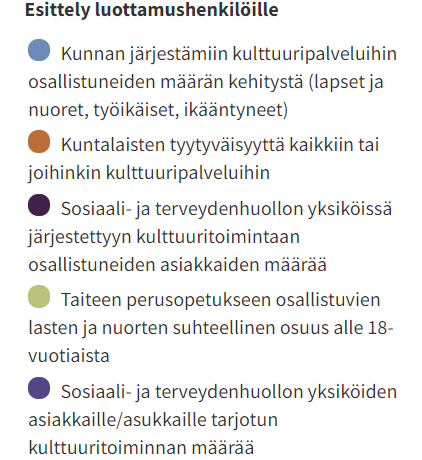 Esittely luottamushenkilöille
Kunnan järjestämiin kulttuuripalveluihin
osallistuneiden määrän kehitystä (lapset ja
nuoret, työikäiset, ikääntyneet)
Kuntalaisten tyytyväisyyttä kaikkiin tai
joihinkin kulttuuripalveluihin
Sosiaali- ja terveydenhuollon yksiköissä
järjestettyyn kulttuuritoimintaan
osallistuneiden asiakkaiden määrää
Taiteen perusopetukseen osallistuvien
lasten ja nuorten suhteellinen osuus alle 18-
vuotiaista
Sosiaali- ja terveydenhuollon yksiköiden
asiakkaille/asukkaille tarjotun
kulttuuritoiminnan määrää